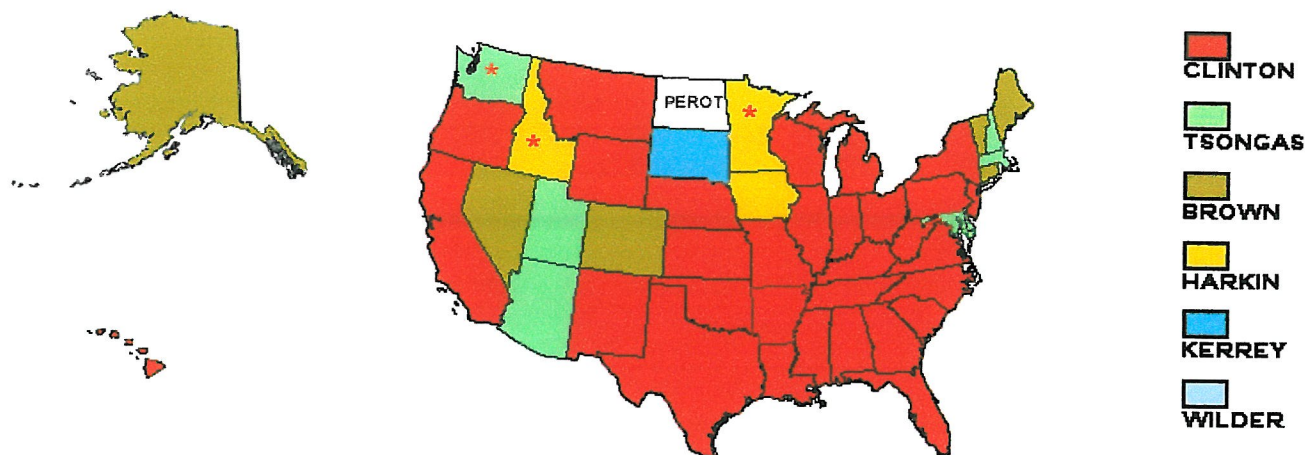 PEROT
*
*
*
CLINTON
TSONGAS
BROWN
HARKIN
KERREY
WILDER